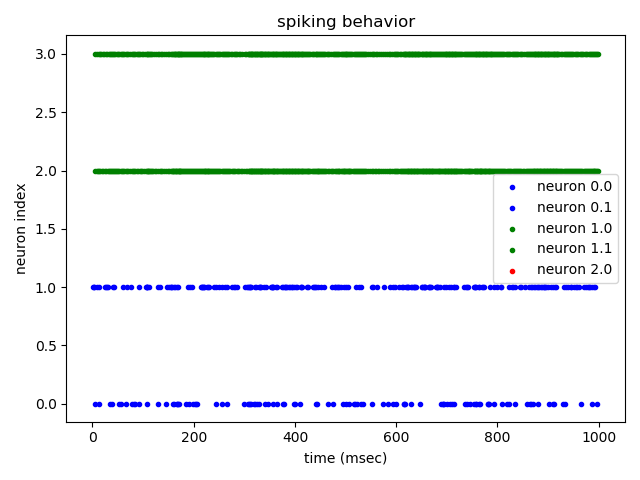 spiking behavior
3.0
2.5
2.0
1.5
1.0
0.5
0.0
neuron index
neuron 0.0
neuron 0.1
neuron 1.0
neuron 1.1
neuron 2.0
0 200 400 600 800 1000
time (msec)